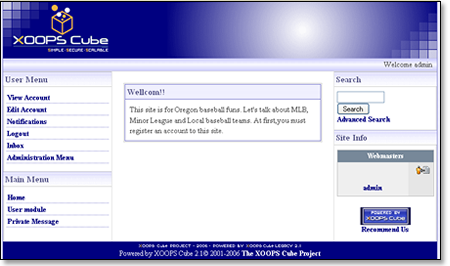 XOOPS Cube
SIMPLE-SECURE-SCALABLE
Welcome admin
User Menu
View Account
Edit Account
Notifications
Logout
Inbox
Administration Menu
Main Menu
Home
User module
Private Message
Wellcom!!
This site is for Oregon baseball funs. Let's talk about MLB,
Minor League and Local baseball teams. At first,you must
register an account to this site.
Search
Search
Advanced Search
Site Info
Webmasters
admin
POWERED BY
XOOPS Cube
Recommend Us
XOOPS CUBE PROJECT - 2006 - POWERED BY XOOPS CUBE LEGACY 2.1
Powered by XOOPS Cube 2.1© 2001-2006 The XOOPS Cube Project